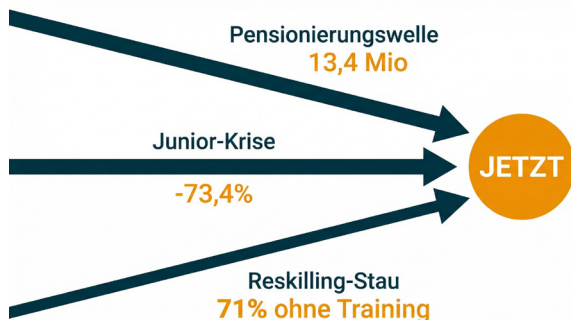 Pensionierungswelle
13,4 Mio
Junior-Krise
-73,4%
JETZT
Reskilling-Stau
71% ohne Training